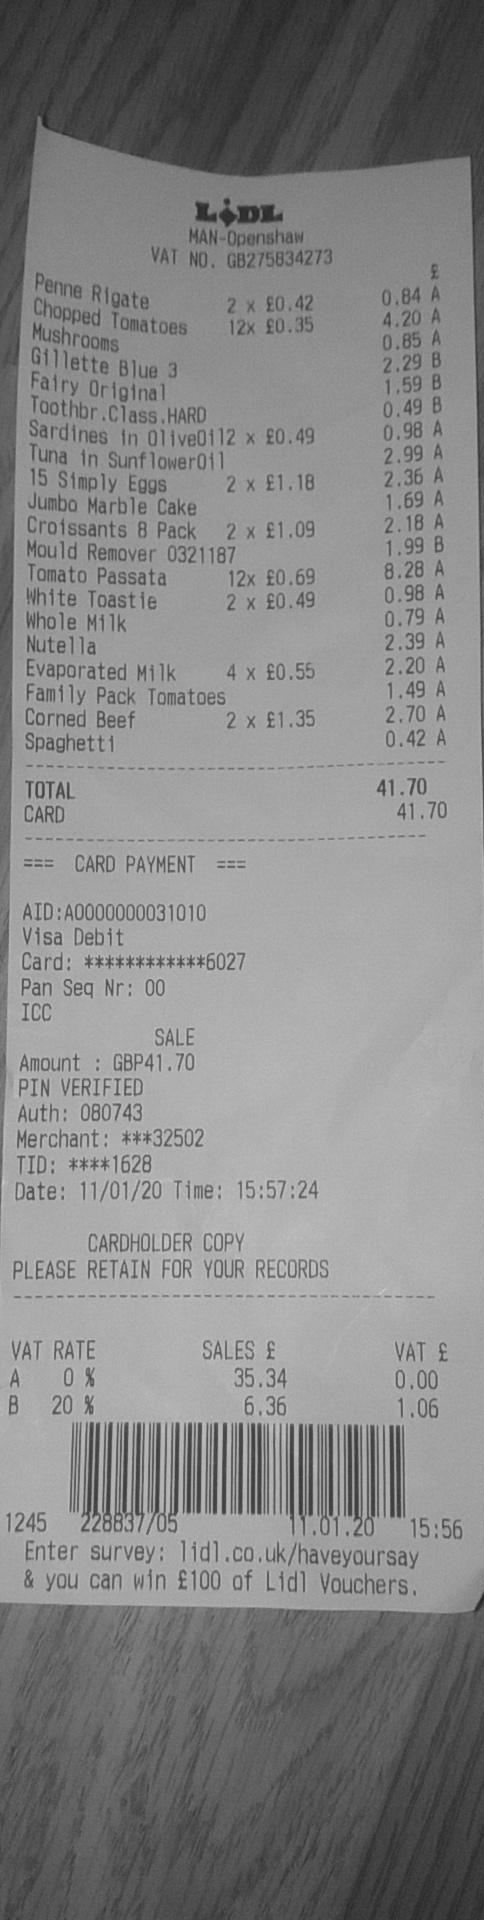 LiDL
MAN-Openshaw
VAT NO. GB275834273
£
Penne Rigate 2 x £0.42 0.84 A
Chopped Tomatoes 12x £0.35 4.20 A
Mushrooms 0.85 A
Gillette Blue 3 2.29 B
Fairy Original 1.59 B
Toothbr.Class.HARD 0.49 B
Sardines in OliveOil2 x £0.49 0.98 A
Tuna in SunflowerOil 2.99 A
15 Simply Eggs 2 x £1.18 2.36 A
Jumbo Marble Cake 1.69 A
Croissants 8 Pack 2 x £1.09 2.18 A
Mould Remover 0321187 1.99 B
Tomato Passata 12x £0.69 8.28 A
White Toastie 2 x £0.49 0.98 A
Whole Milk 0.79 A
Nutella 2.39 A
Evaporated Milk 4 x £0.55 2.20 A
Family Pack Tomatoes 1.49 A
Corned Beef 2 x £1.35 2.70 A
Spaghetti 0.42 A
TOTAL 41.70
CARD 41.70
=== CARD PAYMENT ===
AID:A0000000031010
Visa Debit
Card: ************6027
Pan Seq Nr: 00
ICC
SALE
Amount : GBP41.70
PIN VERIFIED
Auth: 080743
Merchant: ***32502
TID: ****1628
Date: 11/01/20 Time: 15:57:24
CARDHOLDER COPY
PLEASE RETAIN FOR YOUR RECORDS
VAT RATE SALES £ VAT £
A 0 % 35.34 0.00
B 20 % 6.36 1.06
1245 228837/05 11.01.20 15:56
Enter survey: lidl.co.uk/haveyoursay
& you can win £100 of Lidl Vouchers.